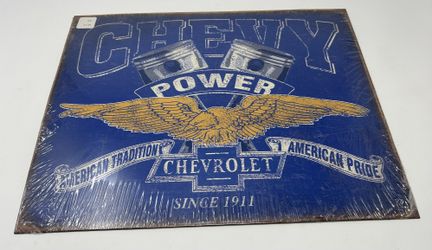 CHEVY
POWER
AMERICAN TRADITION
AMERICAN PRIDE
CHEVROLET
SINCE 1911